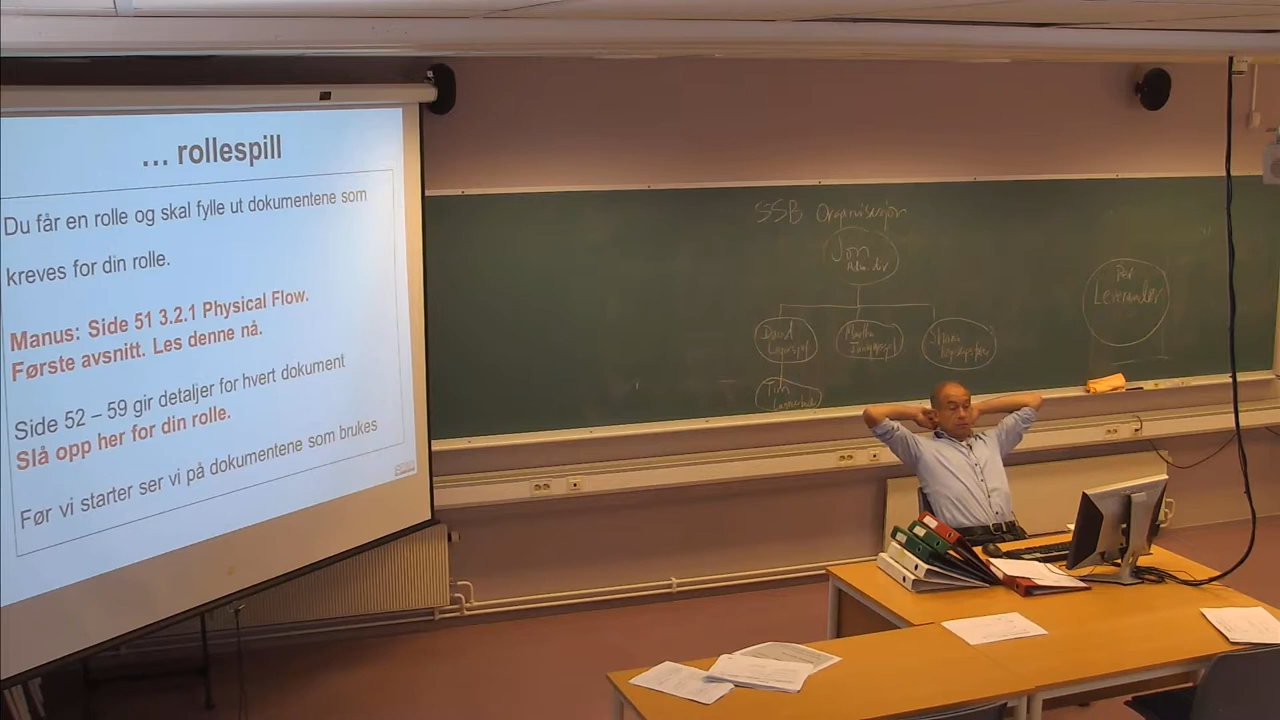 … rollespill
Du får en rolle og skal fylle ut dokumentene som
kreves for din rolle.
Manus: Side 51 3.2.1 Physical Flow.
Første avsnitt. Les denne nå.
Side 52 – 59 gir detaljer for hvert dokument
Slå opp her for din rolle.
Før vi starter ser vi på dokumentene som brukes
SSB Organisasjon
Jon
adm. dir
David
Lagersjef
Martha
Tim
Per
Leverandør